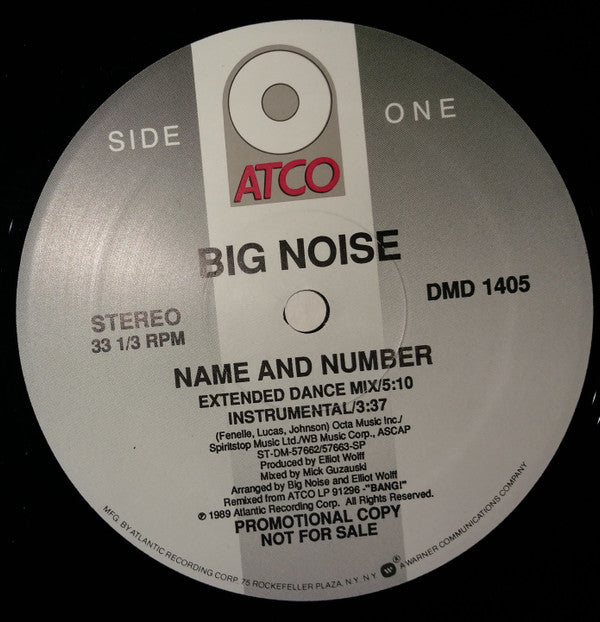 SIDE ONE
ATCO
BIG NOISE
STEREO
33 1/3 RPM
DMD 1405
NAME AND NUMBER
EXTENDED DANCE MIX/5:10
INSTRUMENTAL/3:37
(Fenelle, Lucas, Johnson) Octa Music Inc./
Spiritstop Music Ltd./WB Music Corp., ASCAP
ST-DM-57662/57663-SP
Produced by Elliot Wolff
Mixed by Mick Guzauski
Arranged by Big Noise and Elliot Wolff
Remixed from ATCO LP 91296 -"BANG!"
℗ 1989 Atlantic Recording Corp. All Rights Reserved.
PROMOTIONAL COPY
NOT FOR SALE
MFG. BY ATLANTIC RECORDING CORP. 75 ROCKEFELLER PLAZA, N.Y. N.Y. ® A WARNER COMMUNICATIONS COMPANY